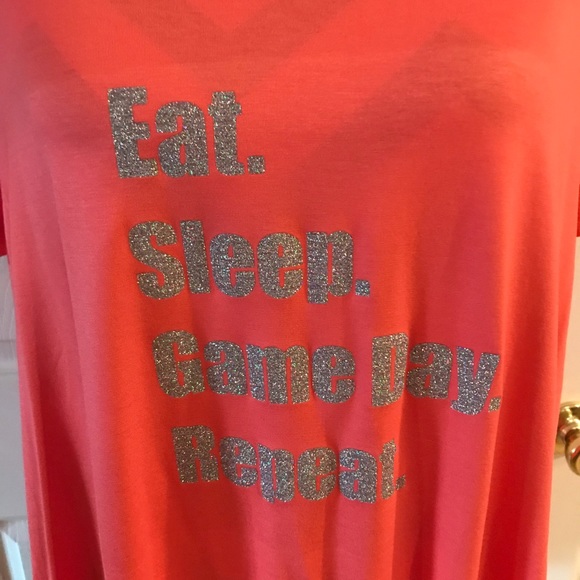 Eat.
Sleep.
Game Day.
Repeat.